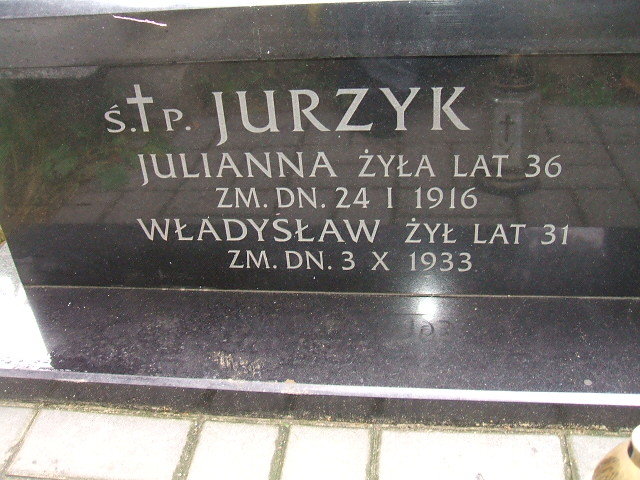 Ś.†P. JURZYK
JULIANNA ŻYŁA LAT 36
ZM. DN. 24 I 1916
WŁADYSŁAW ŻYŁ LAT 31
ZM. DN. 3 X 1933